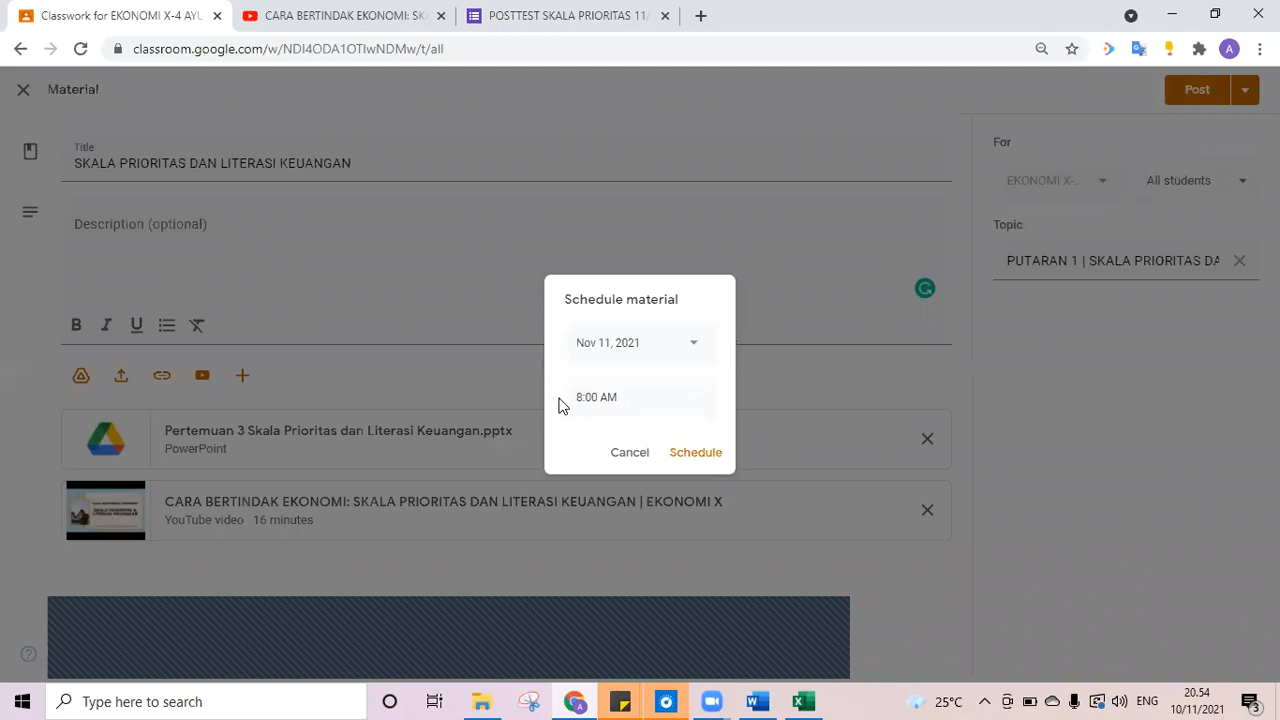 Classwork for EKONOMI X-4 AYU
CARA BERTINDAK EKONOMI: SK
POSTTEST SKALA PRIORITAS 11/
classroom.google.com/w/NDI4ODA1OTIwNDMw/t/all
A
Material
Post
Title
SKALA PRIORITAS DAN LITERASI KEUANGAN
For
EKONOMI X-..
All students
Description (optional)
Topic
PUTARAN 1 | SKALA PRIORITAS DA
Schedule material
Nov 11, 2021
8:00 AM
Cancel
Schedule
B I U
Pertemuan 3 Skala Prioritas dan Literasi Keuangan.pptx
PowerPoint
CARA BERTINDAK EKONOMI: SKALA PRIORITAS DAN LITERASI KEUANGAN | EKONOMI X
YouTube video 16 minutes
Type here to search
25°C
ENG
20.54
10/11/2021
3